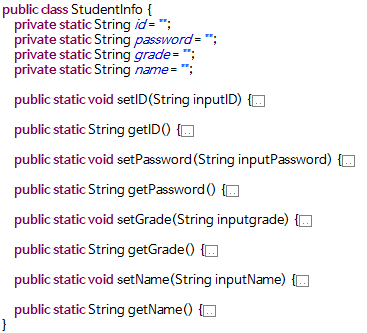 public class StudentInfo {
private static String id = "";
private static String password = "";
private static String grade = "";
private static String name = "";
public static void setID(String inputID) {..
public static String getID() {..
public static void setPassword(String inputPassword) {..
public static String getPassword() {..
public static void setGrade(String inputgrade) {..
public static String getGrade() {..
public static void setName(String inputName) {..
public static String getName() {..
}